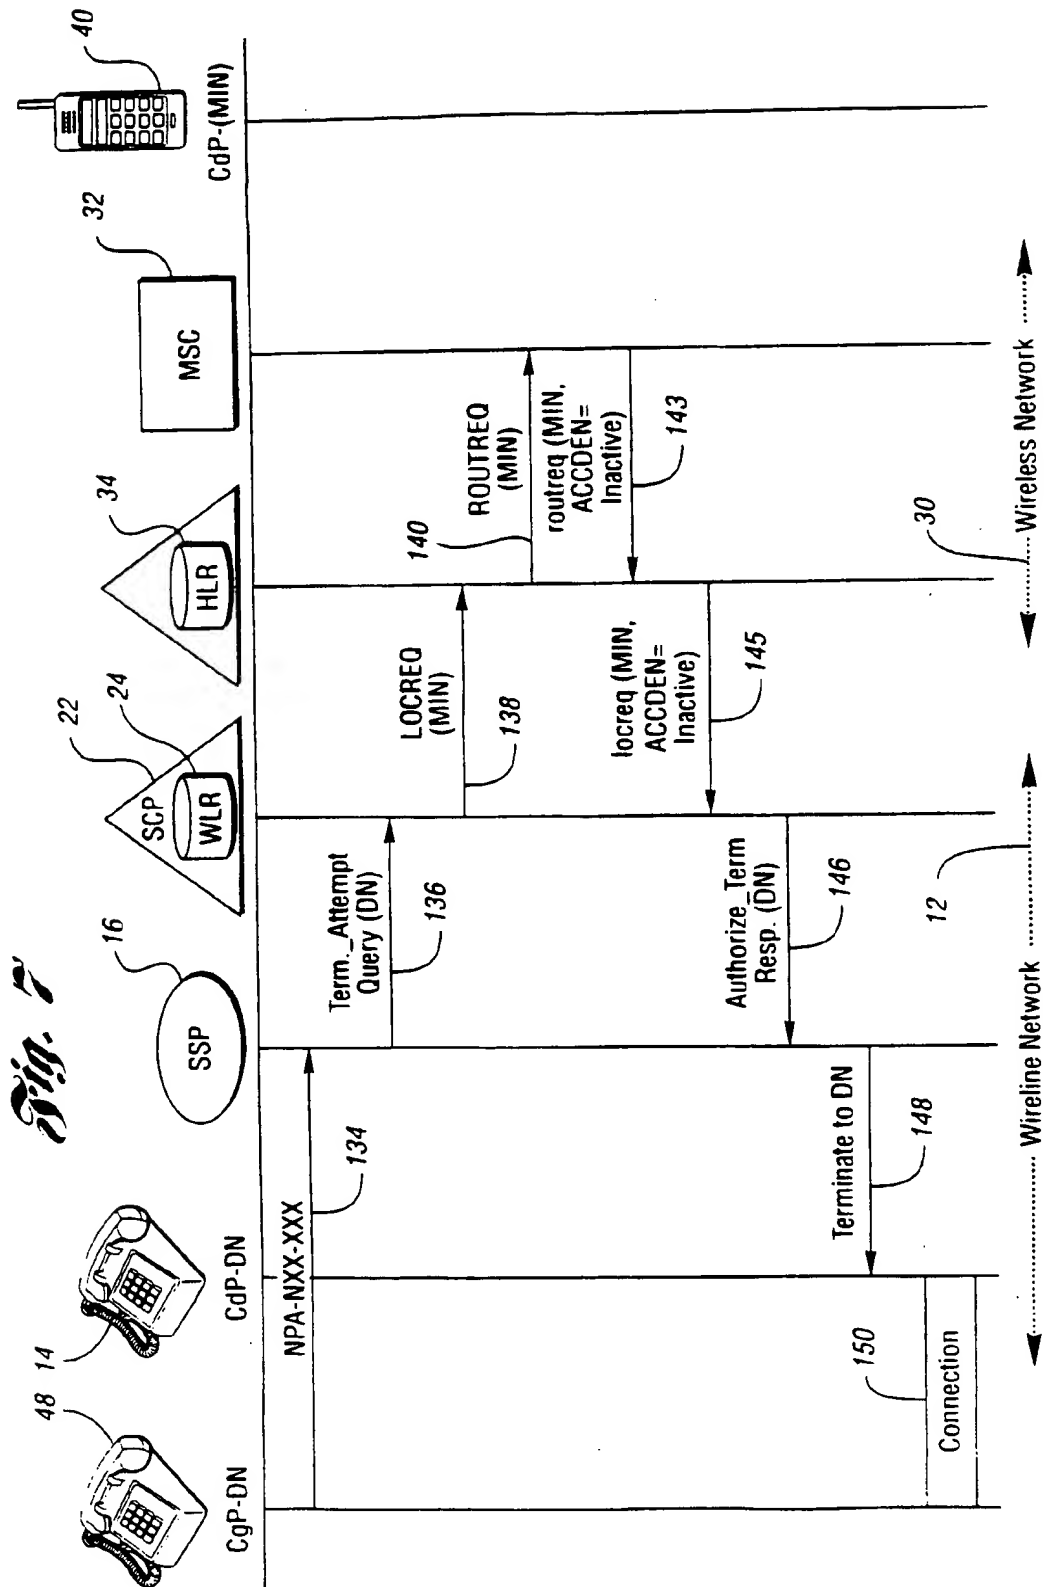 Fig. 7
48
14
16
22
24
34
32
40
SSP
SCP
WLR
HLR
MSC
CgP-DN
CdP-DN
CdP-(MIN)
NPA-NXX-XXX
134
Term._Attempt
Query (DN)
136
LOCREQ
(MIN)
138
ROUTREQ
(MIN)
140
routreq (MIN,
ACCDEN=
Inactive)
143
locreq (MIN,
ACCDEN=
Inactive)
145
Authorize_Term
Resp. (DN)
146
Terminate to DN
148
150
Connection
12
30
Wireline Network
Wireless Network